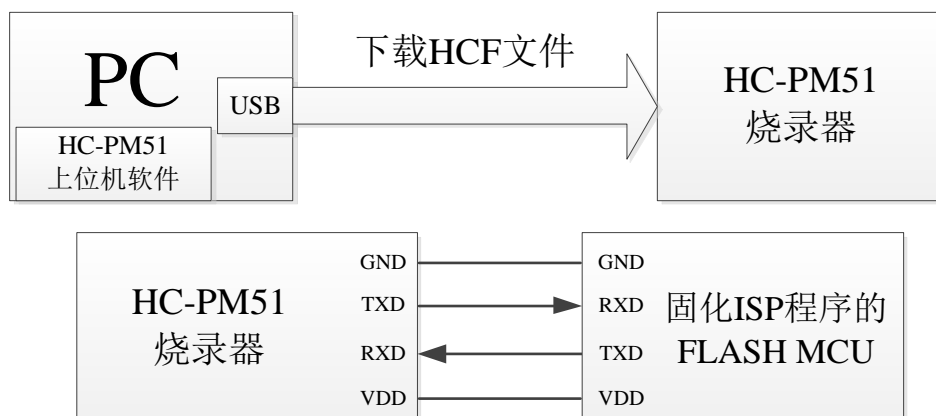 PC
USB
HC-PM51
上位机软件
下载HCF文件
HC-PM51
烧录器
HC-PM51
烧录器
GND
TXD
RXD
VDD
GND
RXD
TXD
VDD
固化ISP程序的
FLASH MCU